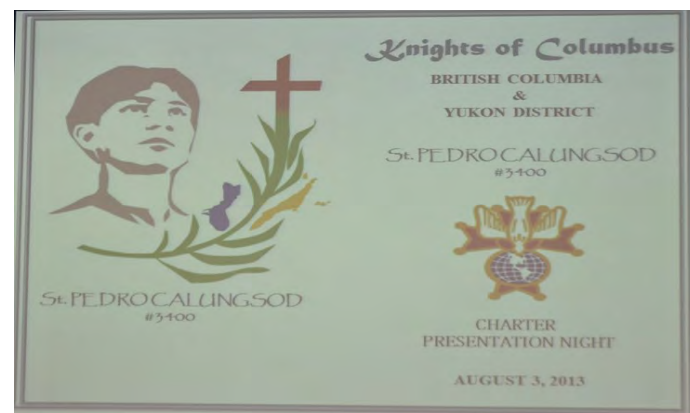 Knights of Columbus
BRITISH COLUMBIA
&
YUKON DISTRICT
St. PEDRO CALUNGSOD
#3400
CHARTER
PRESENTATION NIGHT
AUGUST 3, 2013
St. PEDRO CALUNGSOD
#3400